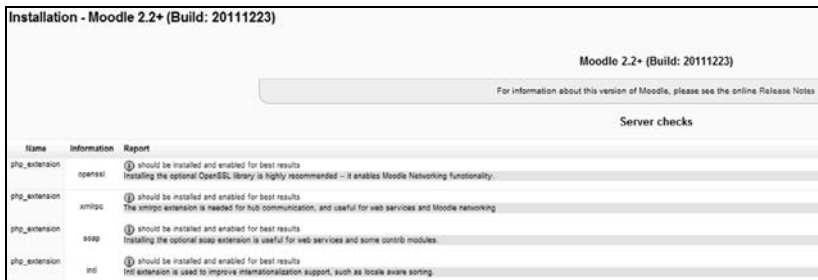 Installation - Moodle 2.2+ (Build: 20111223)
Moodle 2.2+ (Build: 20111223)
For information about this version of Moodle, please see the online Release Notes
Server checks
Name Information Report
php_extension openssl should be installed and enabled for best results
Installing the optional OpenSSL library is highly recommended -- it enables Moodle Networking functionality.
php_extension xmlrpc should be installed and enabled for best results
The xmlrpc extension is needed for hub communication, and useful for web services and Moodle networking
php_extension soap should be installed and enabled for best results
Installing the optional soap extension is useful for web services and some contrib modules.
php_extension intl should be installed and enabled for best results
Intl extension is used to improve internationalization support, such as locale aware sorting.